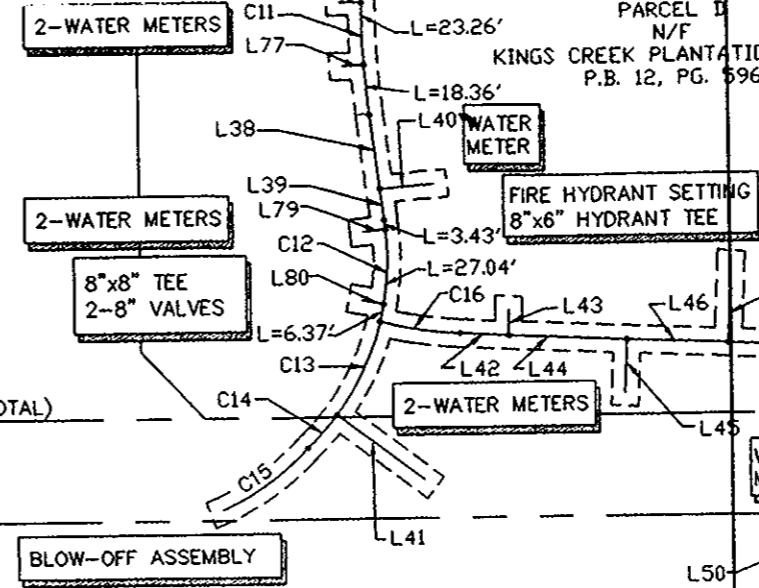 C11
2-WATER METERS
L77
L=23.26'
PARCEL II
N/F
KINGS CREEK
P.B. 12, PG. 596
L=18.36'
L38
L40
WATER
METER
L39
L79
FIRE HYDRANT SETTING
8"x6" HYDRANT TEE
2-WATER METERS
L=3.43'
C12
8"x8" TEE
2-8" VALVES
L=27.04'
L80
C16
L43
L46
L=6.37'
C13
L42
L44
2-WATER METERS
C14
L45
C15
L41
BLOW-OFF ASSEMBLY
L50